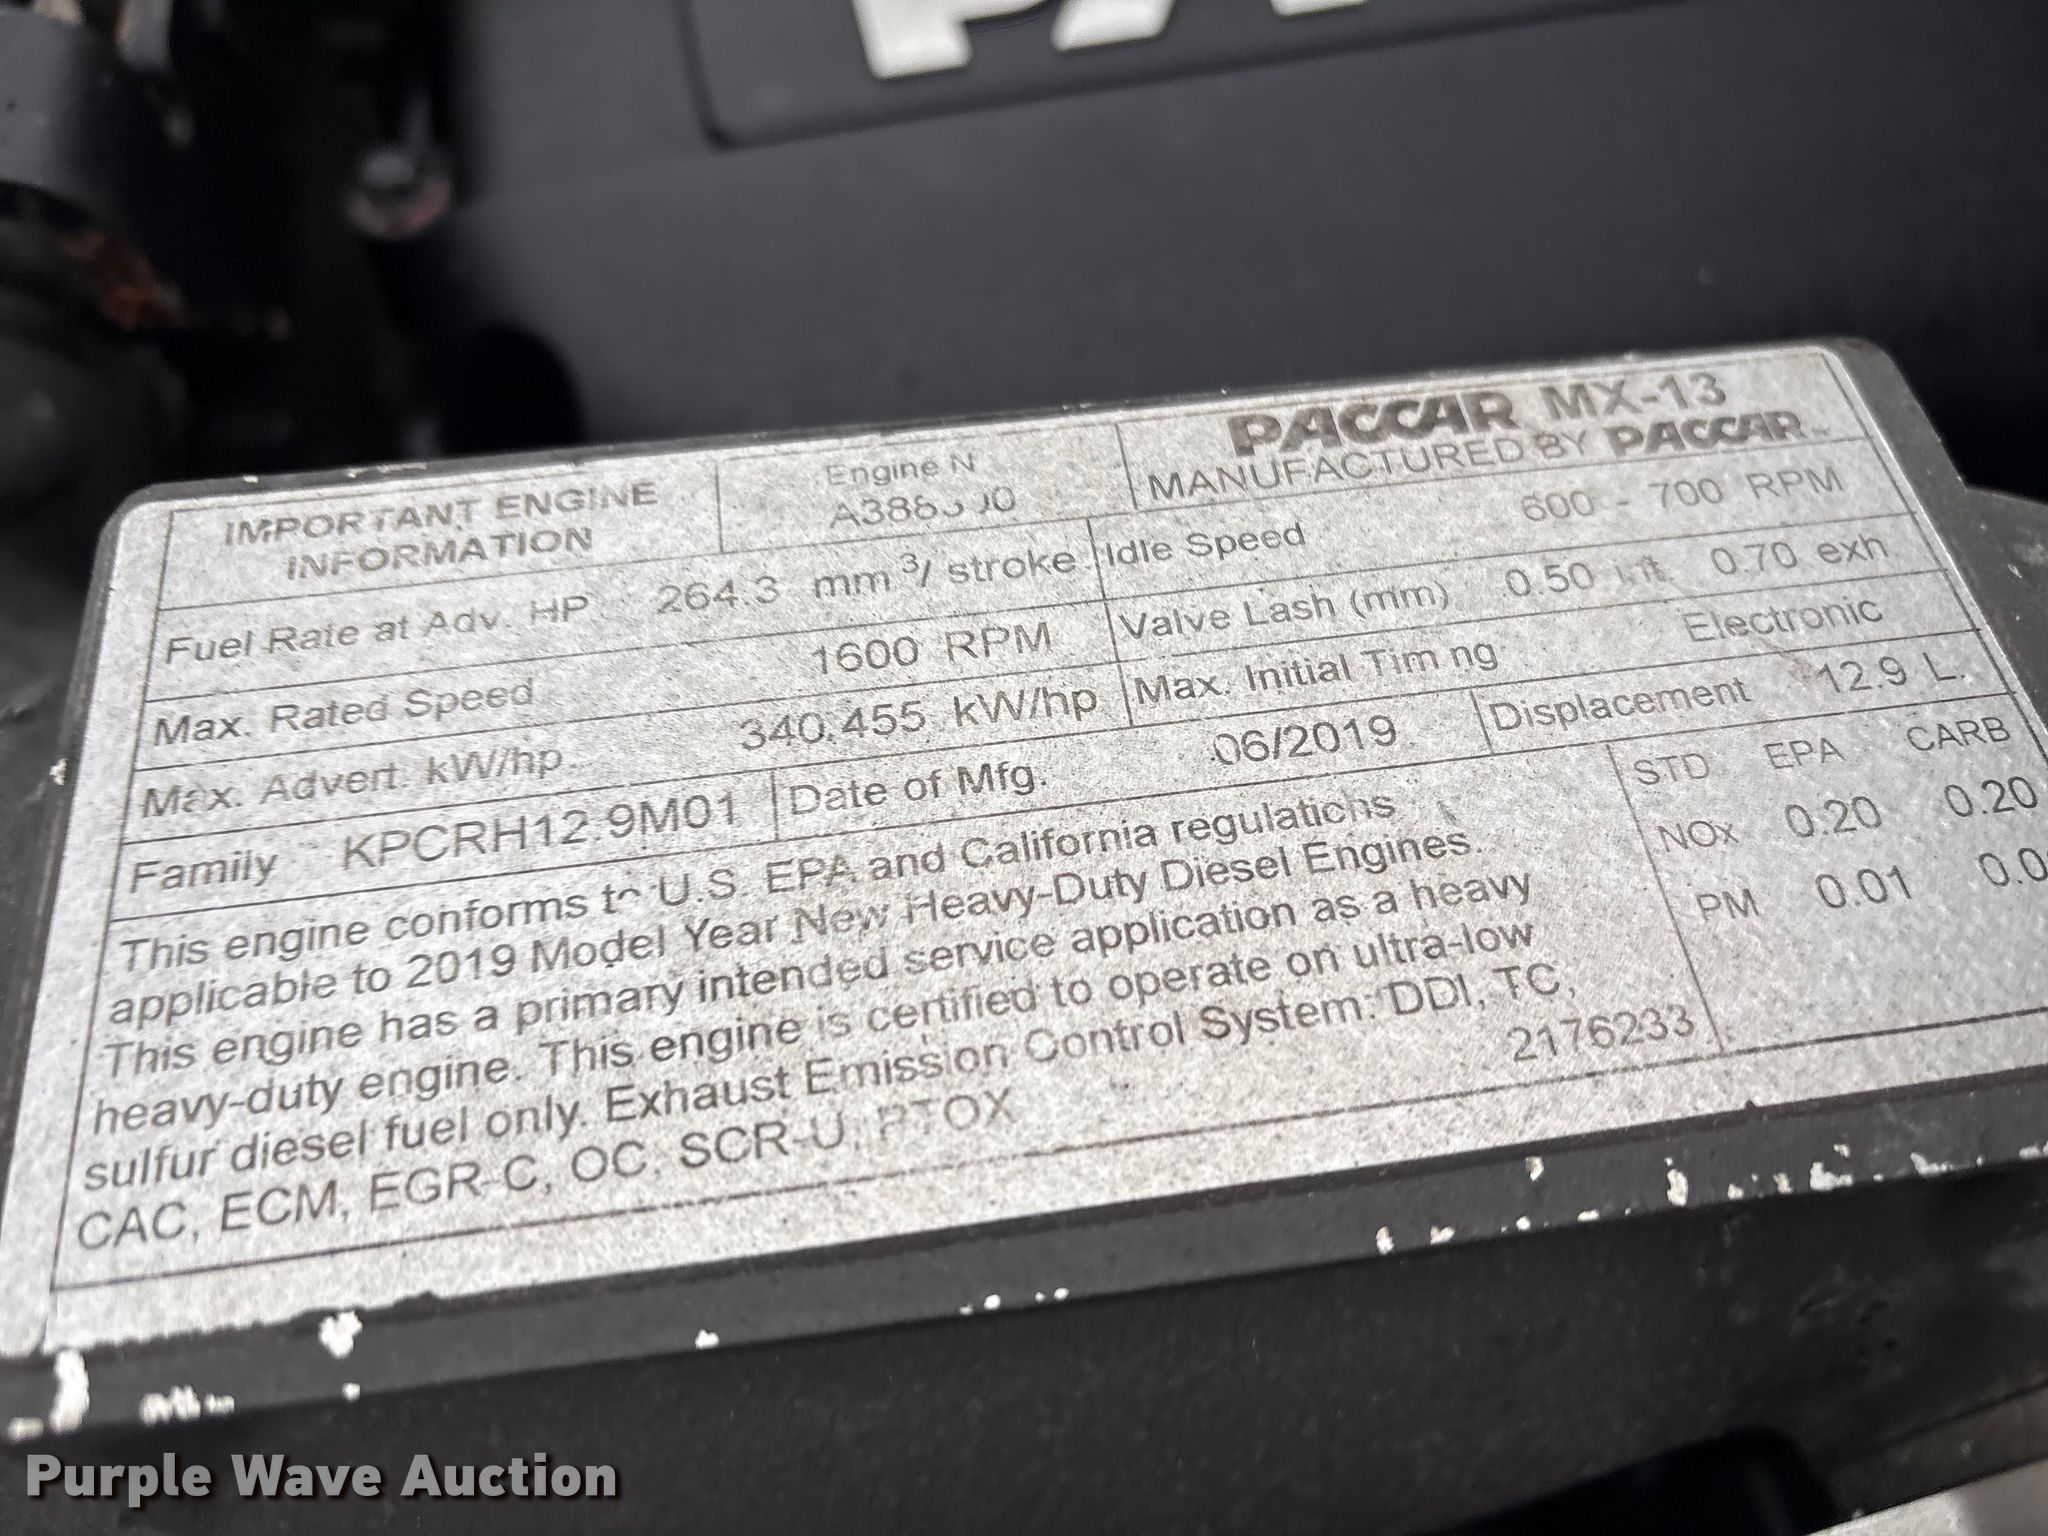 IMPORTANT ENGINE
INFORMATION
Engine N
PACCAR MX-13
MANUFACTURED BY PACCAR
Fuel Rate at Adv. HP 264.3 mm³/ stroke
Idle Speed 600 - 700 RPM
Max. Rated Speed 1600 RPM
Valve Lash (mm) 0.50 int. 0.70 exh.
Max. Advert. kW/hp. 340.455 kW/hp
Max. Initial Timing Electronic
Family KPCRH12.9M01
Date of Mfg. 06/2019
Displacement 12.9 L.
This engine conforms to U.S. EPA and California regulations
applicable to 2019 Model Year New Heavy-Duty Diesel Engines.
This engine has a primary intended service application as a heavy
heavy-duty engine. This engine is certified to operate on ultra-low
sulfur diesel fuel only. Exhaust Emission Control System: DDI, TC,
CAC, ECM, EGR-C, OC, SCR-U, PTOX
2176233
STD EPA CARB
NOx 0.20 0.20
PM 0.01
Purple Wave Auction